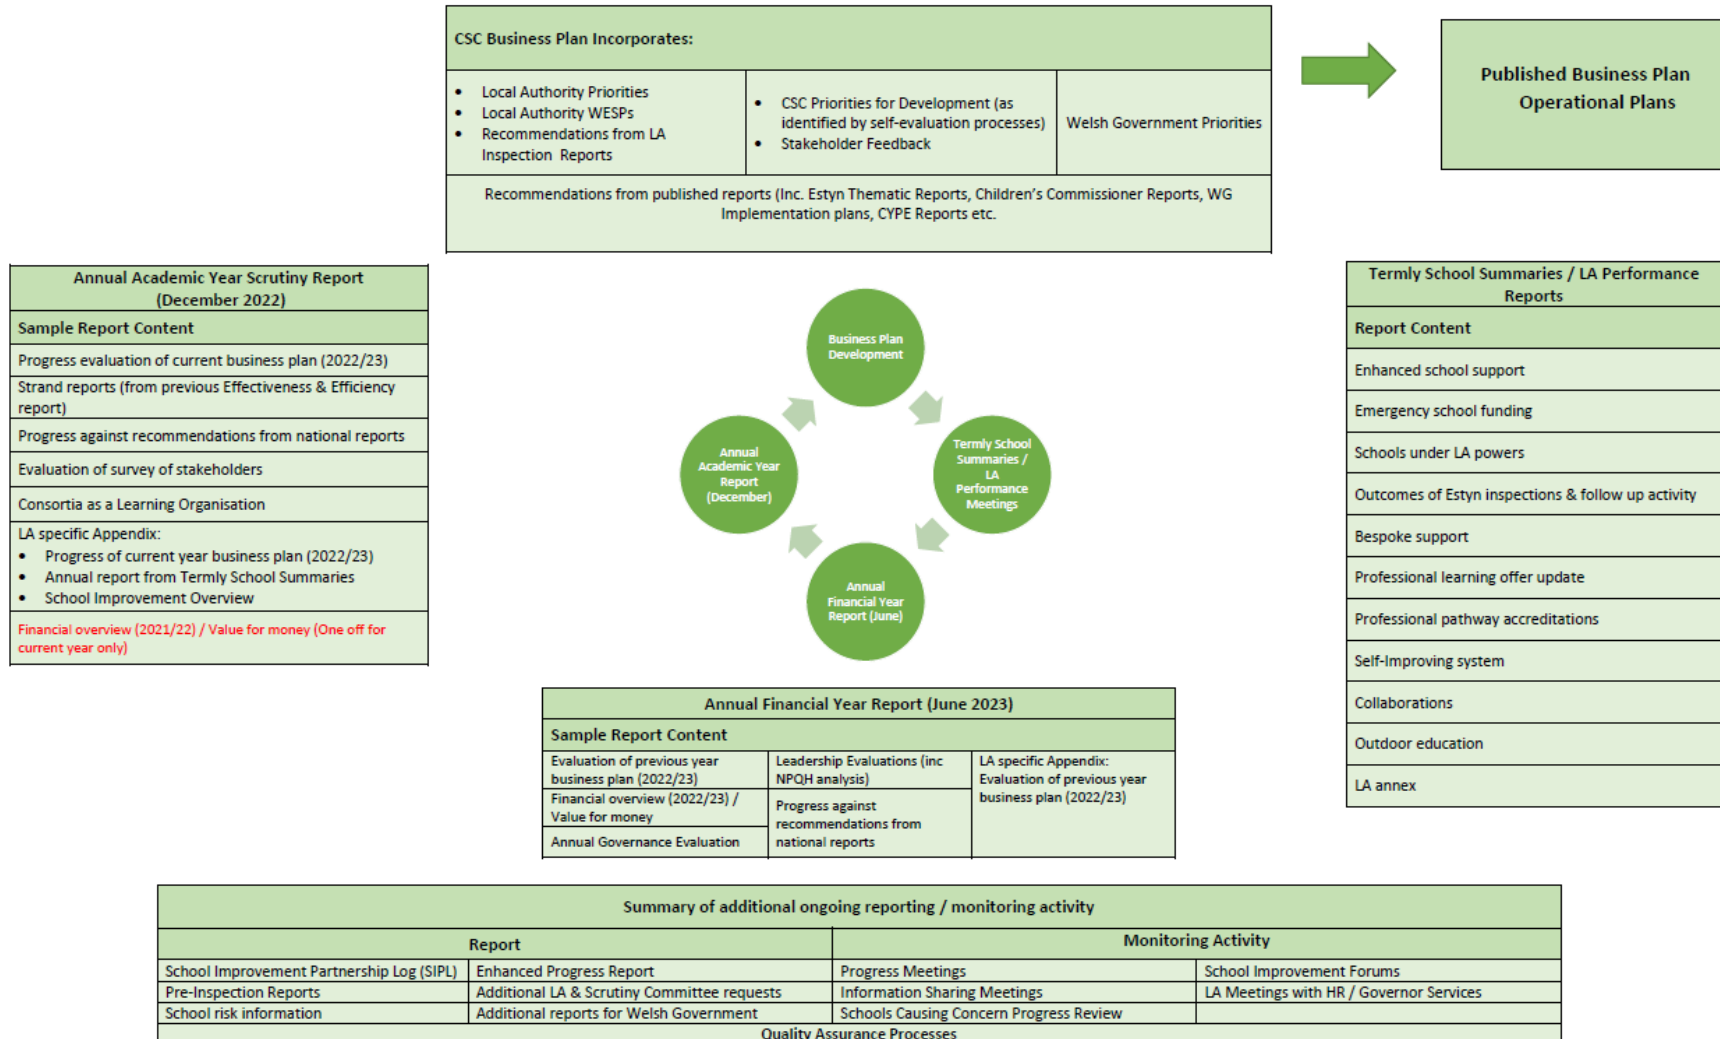 CSC Business Plan Incorporates:
• Local Authority Priorities
• Local Authority WESPs
• Recommendations from LA
Inspection Reports
• CSC Priorities for Development (as
identified by self-evaluation processes)
• Stakeholder Feedback
Welsh Government Priorities
Recommendations from published reports (Inc. Estyn Thematic Reports, Children's Commissioner Reports, WG
Implementation plans, CYPE Reports etc.
Published Business Plan
Operational Plans
Annual Academic Year Scrutiny Report
(December 2022)
Sample Report Content
Progress evaluation of current business plan (2022/23)
Strand reports (from previous Effectiveness & Efficiency
report)
Progress against recommendations from national reports
Evaluation of survey of stakeholders
Consortia as a Learning Organisation
LA specific Appendix:
• Progress of current year business plan (2022/23)
• Annual report from Termly School Summaries
• School Improvement Overview
Financial overview (2021/22) / Value for money (One off for
current year only)
Business Plan
Development
Termly School
Summaries /
LA
Performance
Meetings
Annual
Financial Year
Report (June)
Annual
Academic Year
Report
(December)
Termly School Summaries / LA Performance
Reports
Report Content
Enhanced school support
Emergency school funding
Schools under LA powers
Outcomes of Estyn inspections & follow up activity
Bespoke support
Professional learning offer update
Professional pathway accreditations
Self-Improving system
Collaborations
Outdoor education
LA annex
Annual Financial Year Report (June 2023)
Sample Report Content
Evaluation of previous year
business plan (2022/23)
Financial overview (2022/23) /
Value for money
Annual Governance Evaluation
Leadership Evaluations (inc
NPQH analysis)
Progress against
recommendations from
national reports
LA specific Appendix:
Evaluation of previous year
business plan (2022/23)
Summary of additional ongoing reporting / monitoring activity
Report
Monitoring Activity
School Improvement Partnership Log (SIPL)
Enhanced Progress Report
Progress Meetings
School Improvement Forums
Pre-Inspection Reports
Additional LA & Scrutiny Committee requests
Information Sharing Meetings
LA Meetings with HR / Governor Services
School risk information
Additional reports for Welsh Government
Schools Causing Concern Progress Review
Quality Assurance Processes